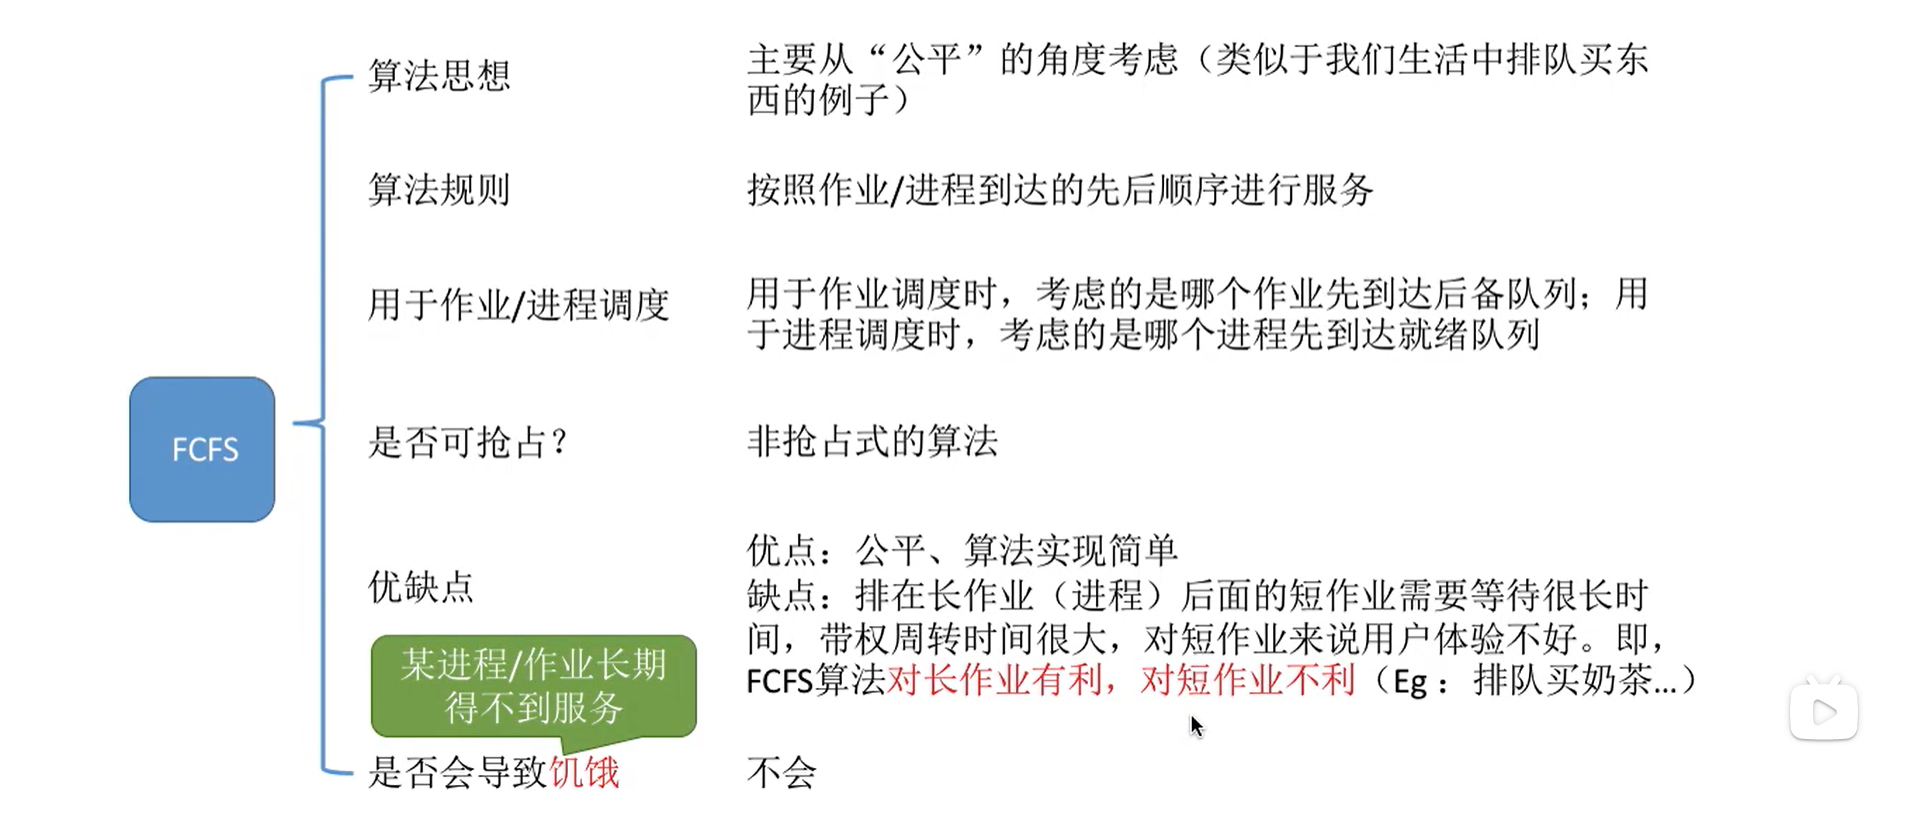 算法思想
主要从“公平”的角度考虑（类似于我们生活中排队买东
西的例子）
算法规则
按照作业/进程到达的先后顺序进行服务
用于作业/进程调度
用于作业调度时，考虑的是哪个作业先到达后备队列；用
于进程调度时，考虑的是哪个进程先到达就绪队列
FCFS
是否可抢占？
非抢占式的算法
优缺点
优点：公平、算法实现简单
缺点：排在长作业（进程）后面的短作业需要等待很长时
间，带权周转时间很大，对短作业来说用户体验不好。即，
FCFS算法对长作业有利，对短作业不利（Eg：排队买奶茶...）
某进程/作业长期
得不到服务
是否会导致饥饿
不会